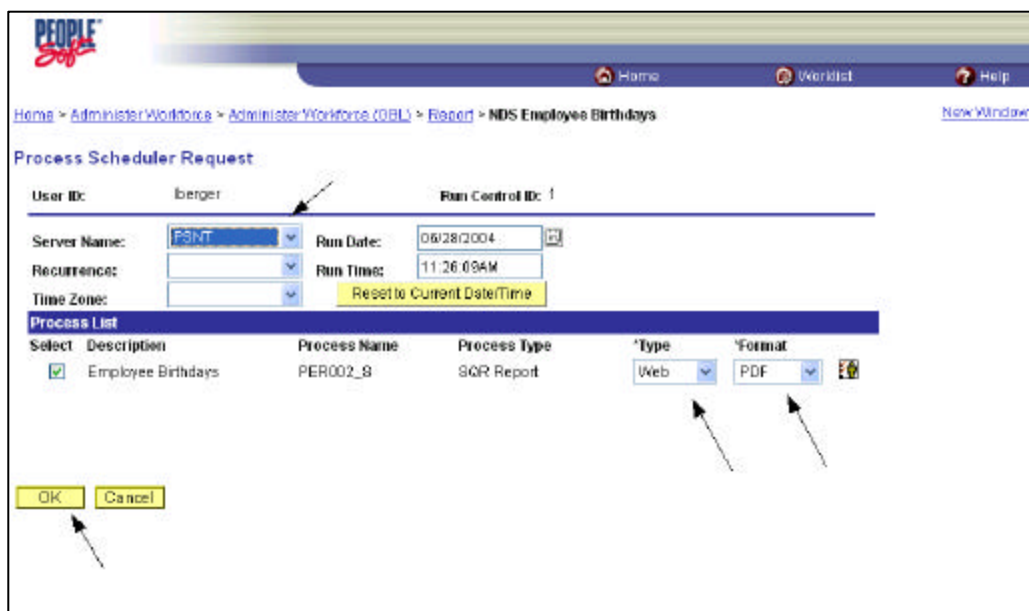 PEOPLE
Soft
Home Worklist Help
Home > Administer Workforce > Administer Workforce (GBL) > Report > NDS Employee Birthdays New Window
Process Scheduler Request
User ID: lberger Run Control ID: 1
Server Name: PSNT Run Date: 06/28/2004
Recurrence: Run Time: 11:26:09AM
Time Zone: Reset to Current Date/Time
Process List
Select Description Process Name Process Type *Type *Format
Employee Birthdays PER002_S SQR Report Web PDF
OK Cancel